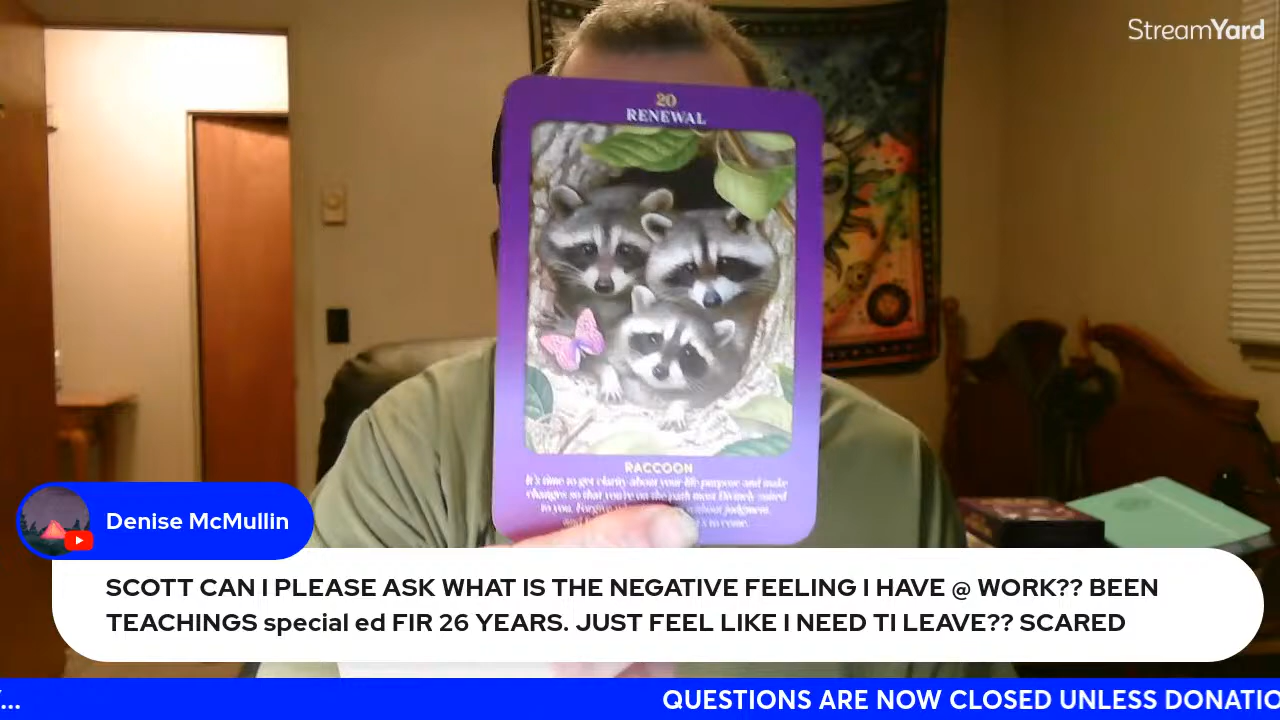 StreamYard
20
RENEWAL
RACCOON
It's time to get clarity about your life purpose and make
changes so that you're on the path most Divinely suited
to you. Forgive without judgment,
and s to come.
Denise McMullin
SCOTT CAN I PLEASE ASK WHAT IS THE NEGATIVE FEELING I HAVE @ WORK?? BEEN
TEACHINGS special ed FIR 26 YEARS. JUST FEEL LIKE I NEED TI LEAVE?? SCARED
... QUESTIONS ARE NOW CLOSED UNLESS DONATIO